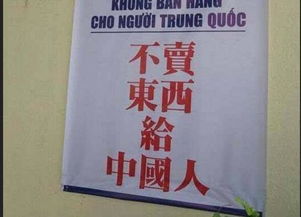 KHÔNG BÁN HÀNG
CHO NGƯỜI TRUNG QUỐC
不賣
東西
給
中國人